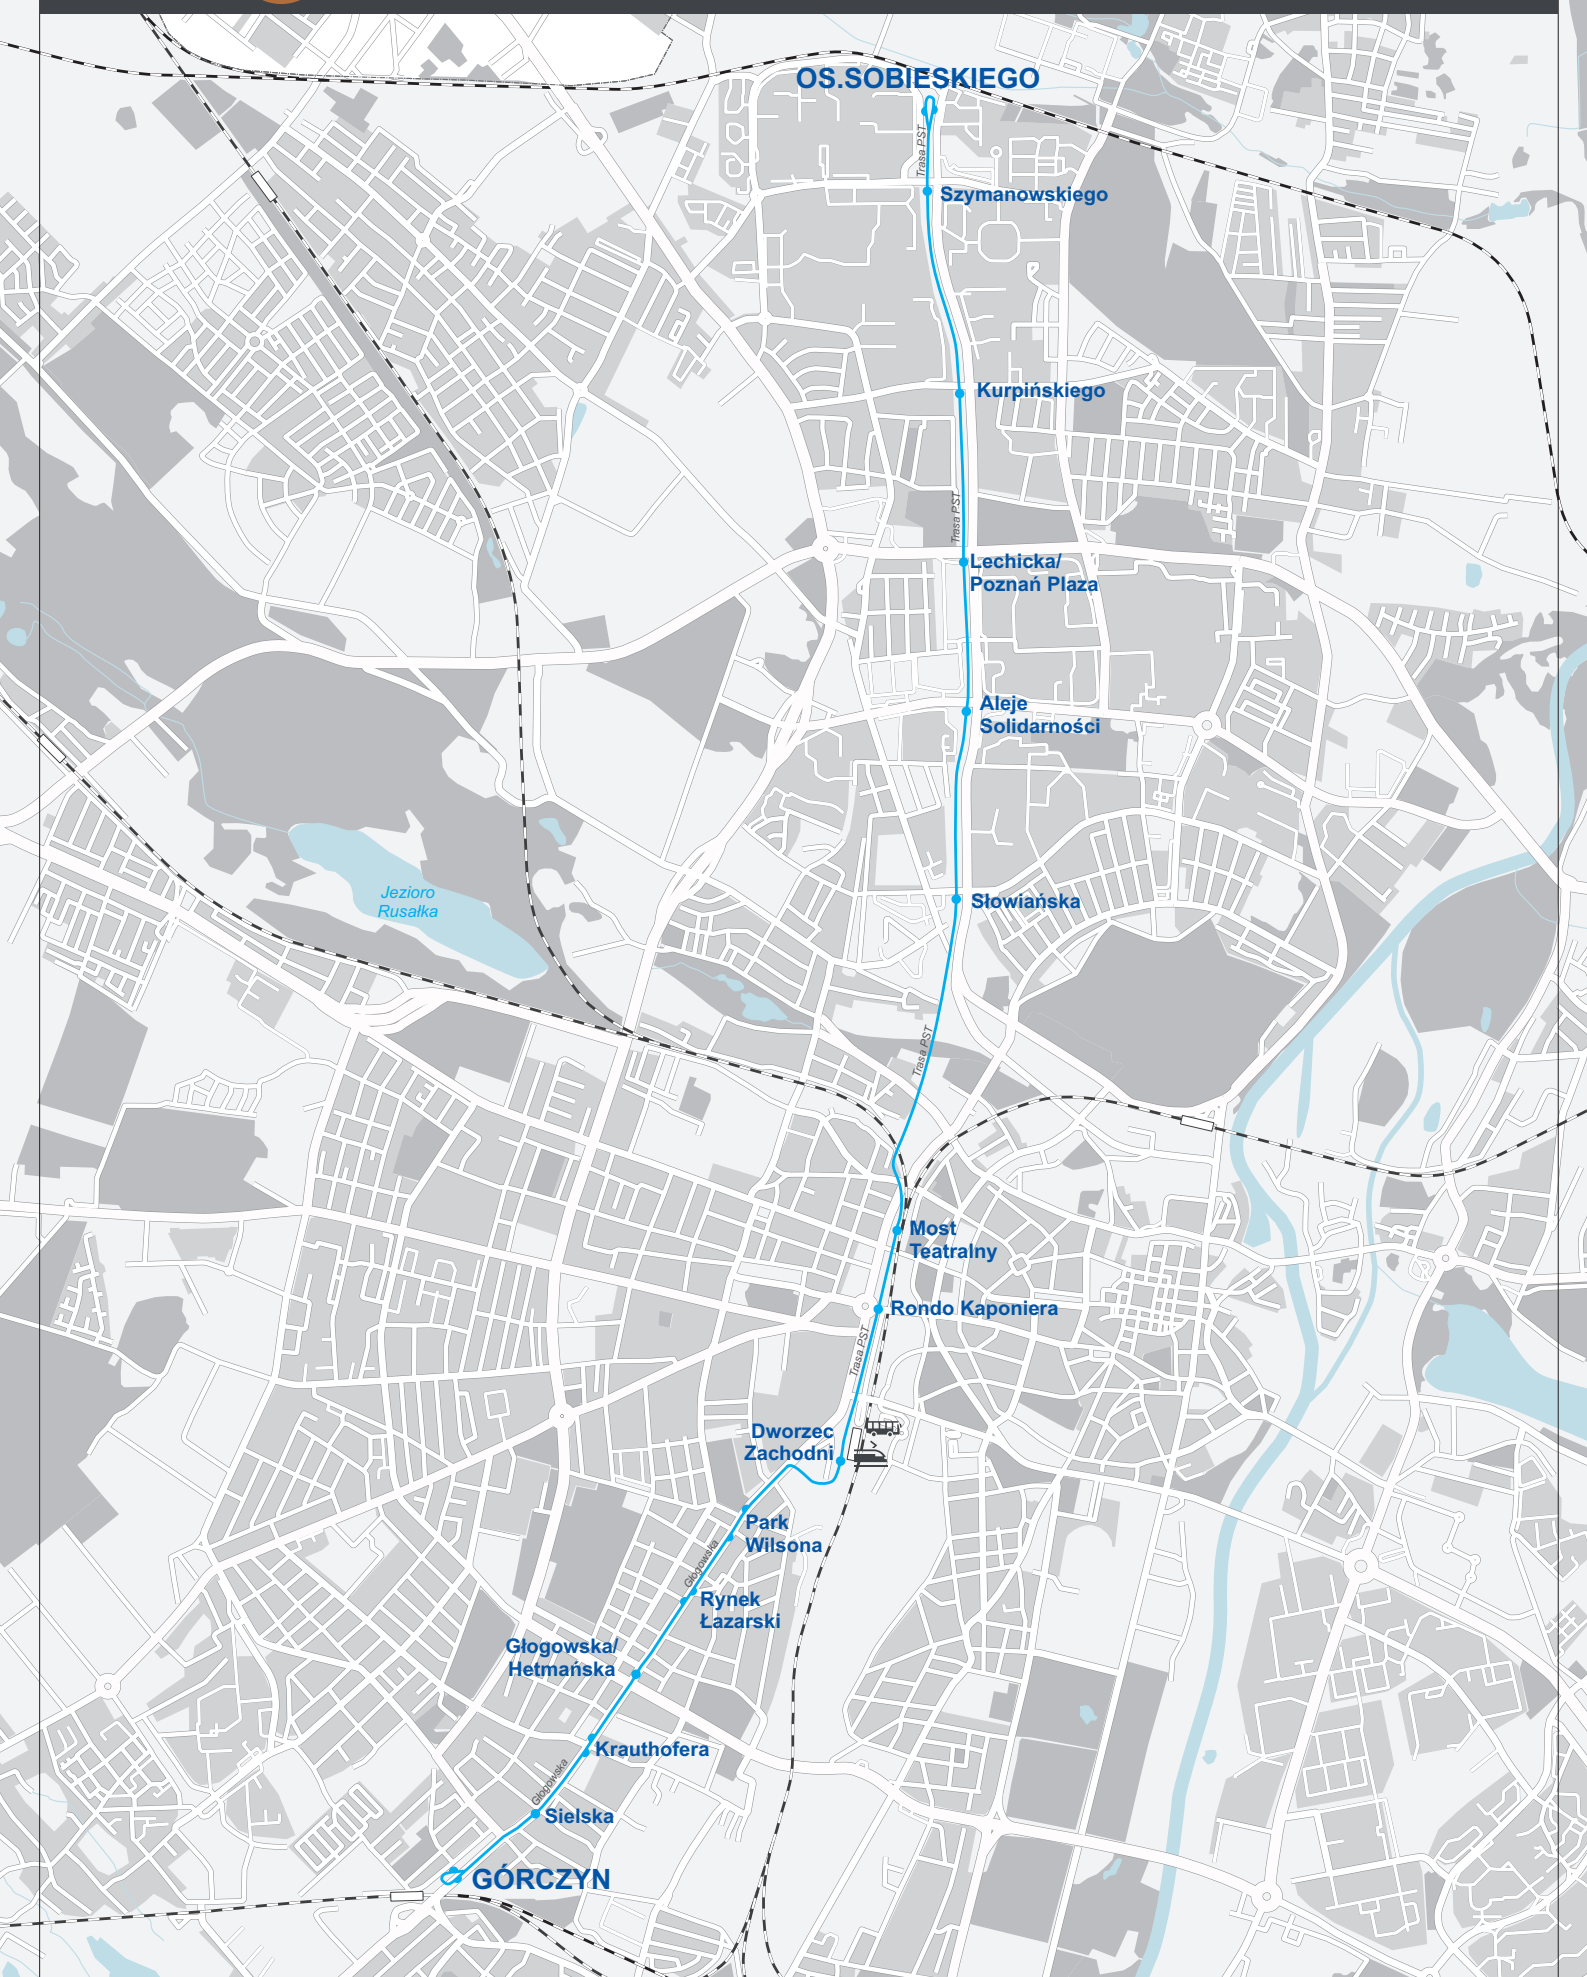 OS.SOBIESKIEGO
Trasa PST
Szymanowskiego
Kurpińskiego
Trasa PST
Lechicka/
Poznań Plaza
Aleje
Solidarności
Jezioro
Rusałka
Słowiańska
Trasa PST
Most
Teatralny
Rondo Kaponiera
Trasa PST
Dworzec
Zachodni
Park
Wilsona
Głogowska
Rynek
Łazarski
Głogowska/
Hetmańska
Krauthofera
Głogowska
Sielska
GÓRCZYN